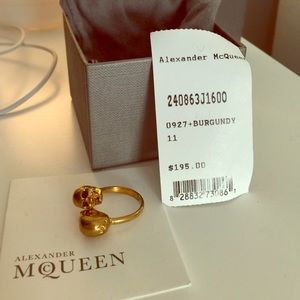 Alexander McQueen
240863J1600
0927+BURGUNDY
11
$195.00
ALEXANDER
McQUEEN